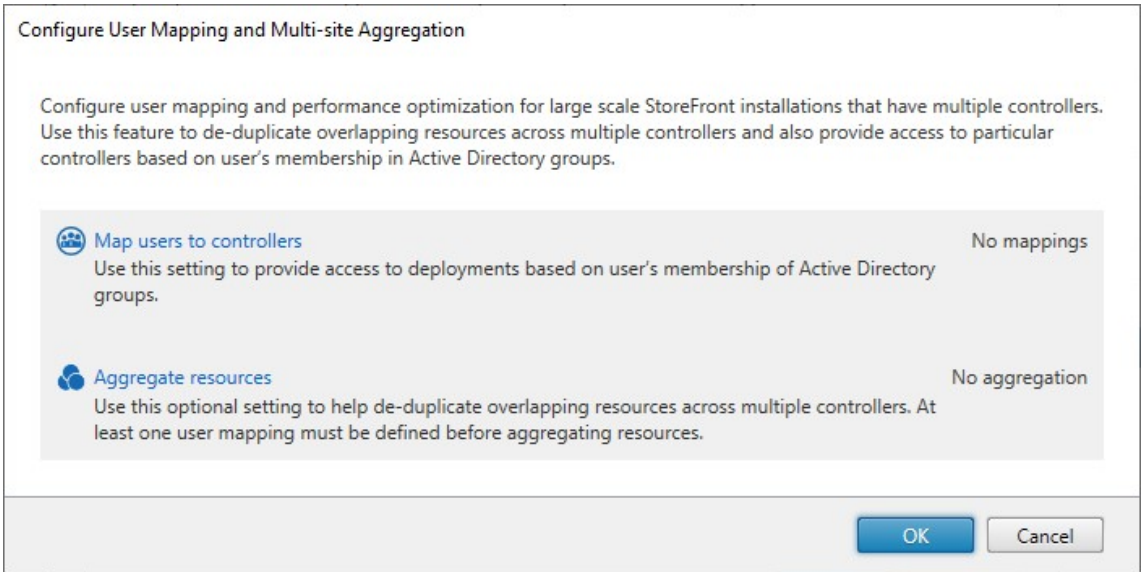 Configure User Mapping and Multi-site Aggregation
Configure user mapping and performance optimization for large scale StoreFront installations that have multiple controllers.
Use this feature to de-duplicate overlapping resources across multiple controllers and also provide access to particular
controllers based on user's membership in Active Directory groups.
Map users to controllers
No mappings
Use this setting to provide access to deployments based on user's membership of Active Directory
groups.
Aggregate resources
No aggregation
Use this optional setting to help de-duplicate overlapping resources across multiple controllers. At
least one user mapping must be defined before aggregating resources.
OK
Cancel